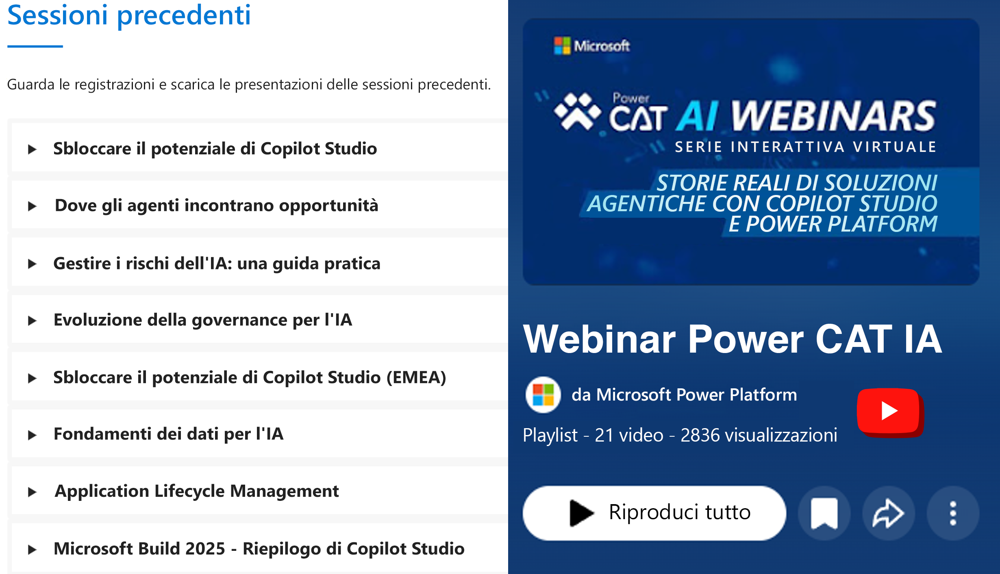 Sessioni precedenti
Guarda le registrazioni e scarica le presentazioni delle sessioni precedenti.
Sbloccare il potenziale di Copilot Studio
Dove gli agenti incontrano opportunità
Gestire i rischi dell'IA: una guida pratica
Evoluzione della governance per l'IA
Sbloccare il potenziale di Copilot Studio (EMEA)
Fondamenti dei dati per l'IA
Application Lifecycle Management
Microsoft Build 2025 - Riepilogo di Copilot Studio
Microsoft
Power
CAT AI WEBINARS
SERIE INTERATTIVA VIRTUALE
STORIE REALI DI SOLUZIONI
AGENTICHE CON COPILOT STUDIO
E POWER PLATFORM
Webinar Power CAT IA
da Microsoft Power Platform
Playlist - 21 video - 2836 visualizzazioni
Riproduci tutto